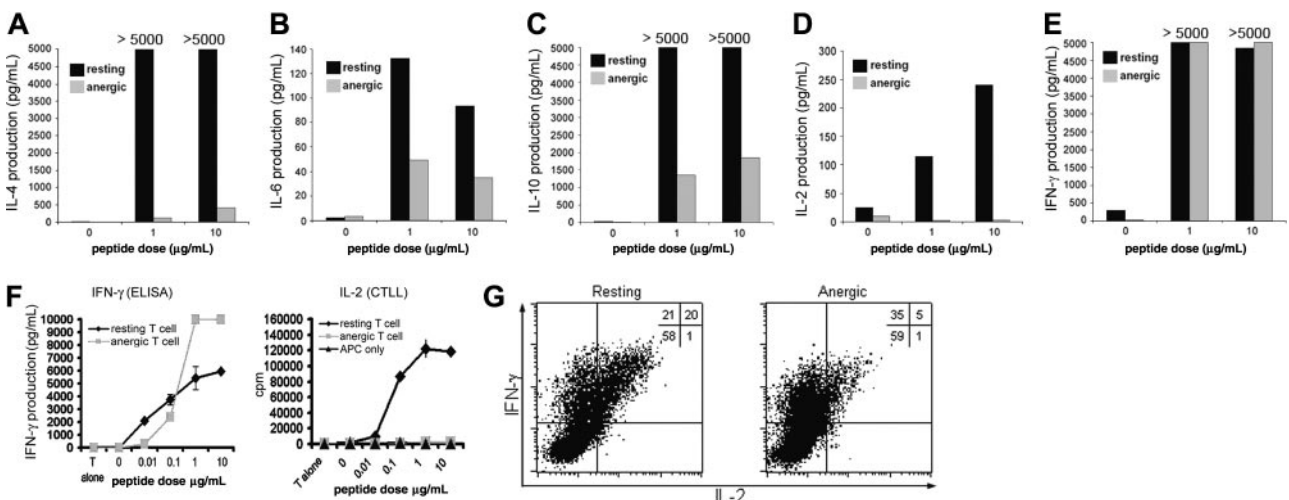 A
> 5000 >5000
IL-4 production (pg/mL)
5000
4500
4000
3500
3000
2500
2000
1500
1000
500
0
resting
anergic
0 1 10
peptide dose (μg/mL)
B
IL-6 production (pg/mL)
140
120
100
80
60
40
20
0
resting
anergic
0 1 10
peptide dose (μg/mL)
C
> 5000 >5000
IL-10 production (pg/mL)
5000
4500
4000
3500
3000
2500
2000
1500
1000
500
0
resting
anergic
0 1 10
peptide dose (μg/mL)
D
IL-2 production (pg/mL)
300
250
200
150
100
50
0
resting
anergic
0 1 10
peptide dose (μg/mL)
E
> 5000 >5000
IFN-γ production (pg/mL)
5000
4500
4000
3500
3000
2500
2000
1500
1000
500
0
resting
anergic
0 1 10
peptide dose (μg/mL)
F
IFN-γ (ELISA)
IFN-γ production (pg/mL)
10000
9000
8000
7000
6000
5000
4000
3000
2000
1000
0
resting T cell
anergic T cell
T alone 0 0.01 0.1 1 10
peptide dose μg/mL
IL-2 (CTLL)
cpm
160000
140000
120000
100000
80000
60000
40000
20000
0
resting T cell
anergic T cell
APC only
T alone 0 0.01 0.1 1 10
peptide dose μg/mL
G
Resting
21 20
58 1
Anergic
35 5
59 1
IFN-γ
IL-2